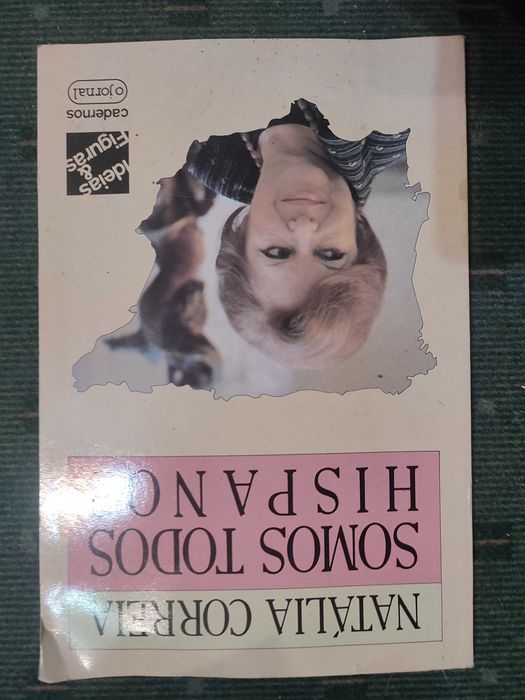 NATÁLIA CORREIA
SOMOS TODOS
HISPANO
Ideias
&
Figuras
cadernos
o jornal